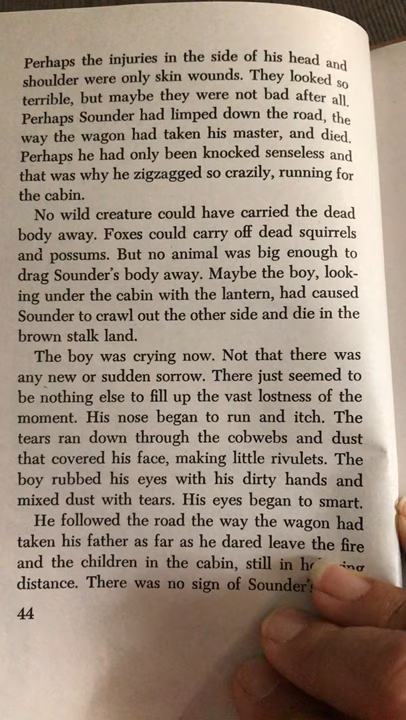 Perhaps the injuries in the side of his head and
shoulder were only skin wounds. They looked so
terrible, but maybe they were not bad after all.
Perhaps Sounder had limped down the road, the
way the wagon had taken his master, and died.
Perhaps he had only been knocked senseless and
that was why he zigzagged so crazily, running for
the cabin.
No wild creature could have carried the dead
body away. Foxes could carry off dead squirrels
and possums. But no animal was big enough to
drag Sounder's body away. Maybe the boy, look-
ing under the cabin with the lantern, had caused
Sounder to crawl out the other side and die in the
brown stalk land.
The boy was crying now. Not that there was
any new or sudden sorrow. There just seemed to
be nothing else to fill up the vast lostness of the
moment. His nose began to run and itch. The
tears ran down through the cobwebs and dust
that covered his face, making little rivulets. The
boy rubbed his eyes with his dirty hands and
mixed dust with tears. His eyes began to smart.
He followed the road the way the wagon had
taken his father as far as he dared leave the fire
and the children in the cabin, still in
distance. There was no sign of Sounder's
44